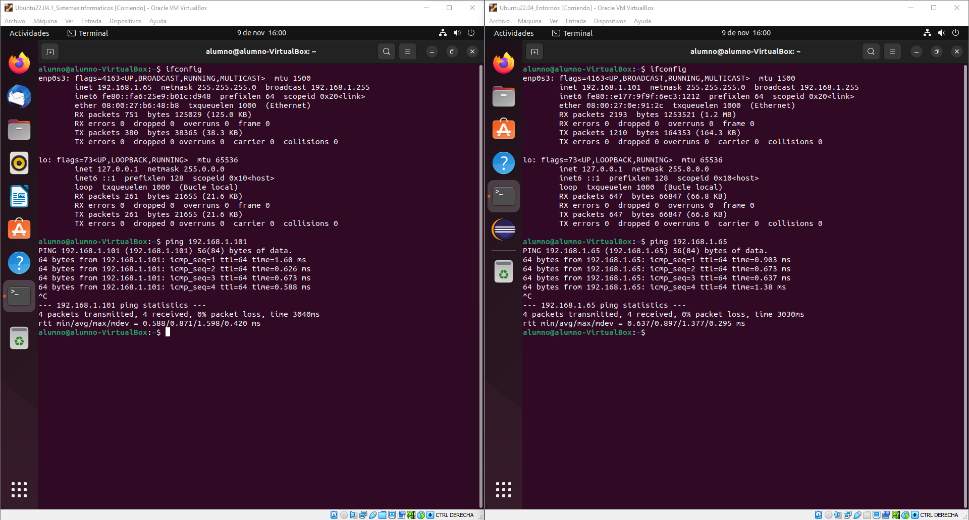 Ubuntu22.04.1_Sistemasinformaticos [Corriendo] - Oracle VM VirtualBox
Archivo Máquina Ver Entrada Dispositivos Ayuda
Actividades Terminal 9 de nov 16:00
alumno@alumno-VirtualBox: ~
alumno@alumno-VirtualBox:~$ ifconfig
enp0s3: flags=4163<UP,BROADCAST,RUNNING,MULTICAST> mtu 1500
inet 192.168.1.65 netmask 255.255.255.0 broadcast 192.168.1.255
inet6 fe80::fa6:25e9:b01c:d948 prefixlen 64 scopeid 0x20<link>
ether 08:00:27:b6:48:b8 txqueuelen 1000 (Ethernet)
RX packets 751 bytes 125029 (125.0 KB)
RX errors 0 dropped 0 overruns 0 frame 0
TX packets 380 bytes 38365 (38.3 KB)
TX errors 0 dropped 0 overruns 0 carrier 0 collisions 0
lo: flags=73<UP,LOOPBACK,RUNNING> mtu 65536
inet 127.0.0.1 netmask 255.0.0.0
inet6 ::1 prefixlen 128 scopeid 0x10<host>
loop txqueuelen 1000 (Bucle local)
RX packets 261 bytes 21655 (21.6 KB)
RX errors 0 dropped 0 overruns 0 frame 0
TX packets 261 bytes 21655 (21.6 KB)
TX errors 0 dropped 0 overruns 0 carrier 0 collisions 0
alumno@alumno-VirtualBox:~$ ping 192.168.1.101
PING 192.168.1.101 (192.168.1.101) 56(84) bytes of data.
64 bytes from 192.168.1.101: icmp_seq=1 ttl=64 time=1.60 ms
64 bytes from 192.168.1.101: icmp_seq=2 ttl=64 time=0.626 ms
64 bytes from 192.168.1.101: icmp_seq=3 ttl=64 time=0.673 ms
64 bytes from 192.168.1.101: icmp_seq=4 ttl=64 time=0.588 ms
^C
--- 192.168.1.101 ping statistics ---
4 packets transmitted, 4 received, 0% packet loss, time 3040ms
rtt min/avg/max/mdev = 0.588/0.871/1.598/0.420 ms
alumno@alumno-VirtualBox:~$
CTRL DERECHA
Ubuntu22.04_Entornos [Corriendo] - Oracle VM VirtualBox
Archivo Máquina Ver Entrada Dispositivos Ayuda
Actividades Terminal 9 de nov 16:00
alumno@alumno-VirtualBox: ~
alumno@alumno-VirtualBox:~$ ifconfig
enp0s3: flags=4163<UP,BROADCAST,RUNNING,MULTICAST> mtu 1500
inet 192.168.1.101 netmask 255.255.255.0 broadcast 192.168.1.255
inet6 fe80::e177:9f9f:6ec3:1212 prefixlen 64 scopeid 0x20<link>
ether 08:00:27:0e:91:2c txqueuelen 1000 (Ethernet)
RX packets 2193 bytes 1253521 (1.2 MB)
RX errors 0 dropped 0 overruns 0 frame 0
TX packets 1210 bytes 164353 (164.3 KB)
TX errors 0 dropped 0 overruns 0 carrier 0 collisions 0
lo: flags=73<UP,LOOPBACK,RUNNING> mtu 65536
inet 127.0.0.1 netmask 255.0.0.0
inet6 ::1 prefixlen 128 scopeid 0x10<host>
loop txqueuelen 1000 (Bucle local)
RX packets 647 bytes 66847 (66.8 KB)
RX errors 0 dropped 0 overruns 0 frame 0
TX packets 647 bytes 66847 (66.8 KB)
TX errors 0 dropped 0 overruns 0 carrier 0 collisions 0
alumno@alumno-VirtualBox:~$ ping 192.168.1.65
PING 192.168.1.65 (192.168.1.65) 56(84) bytes of data.
64 bytes from 192.168.1.65: icmp_seq=1 ttl=64 time=0.903 ms
64 bytes from 192.168.1.65: icmp_seq=2 ttl=64 time=0.673 ms
64 bytes from 192.168.1.65: icmp_seq=3 ttl=64 time=0.637 ms
64 bytes from 192.168.1.65: icmp_seq=4 ttl=64 time=1.38 ms
^C
--- 192.168.1.65 ping statistics ---
4 packets transmitted, 4 received, 0% packet loss, time 3030ms
rtt min/avg/max/mdev = 0.637/0.897/1.377/0.295 ms
alumno@alumno-VirtualBox:~$
CTRL DERECHA